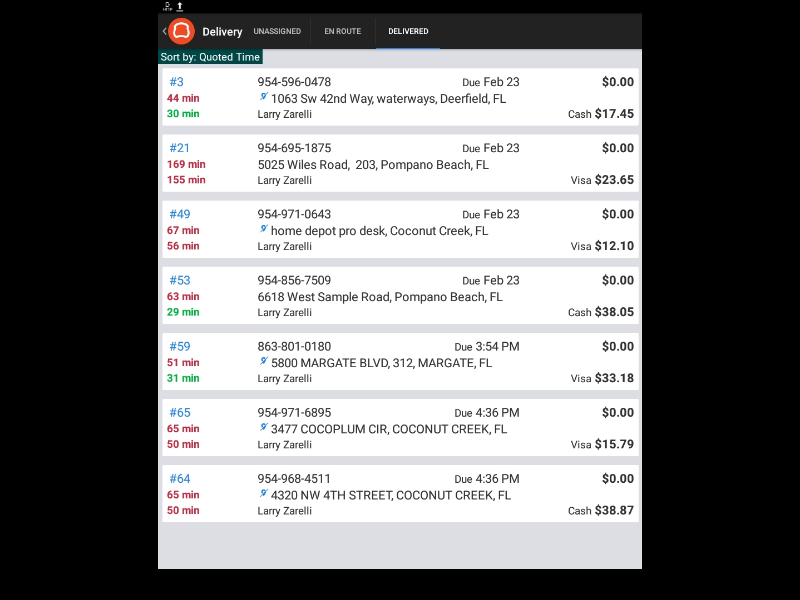 Delivery UNASSIGNED EN ROUTE DELIVERED
Sort by: Quoted Time
#3 954-596-0478 Due Feb 23 $0.00
44 min 1063 Sw 42nd Way, waterways, Deerfield, FL
30 min Larry Zarelli Cash $17.45
#21 954-695-1875 Due Feb 23 $0.00
169 min 5025 Wiles Road, 203, Pompano Beach, FL
155 min Larry Zarelli Visa $23.65
#49 954-971-0643 Due Feb 23 $0.00
67 min home depot pro desk, Coconut Creek, FL
56 min Larry Zarelli Visa $12.10
#53 954-856-7509 Due Feb 23 $0.00
63 min 6618 West Sample Road, Pompano Beach, FL
29 min Larry Zarelli Cash $38.05
#59 863-801-0180 Due 3:54 PM $0.00
51 min 5800 MARGATE BLVD, 312, MARGATE, FL
31 min Larry Zarelli Visa $33.18
#65 954-971-6895 Due 4:36 PM $0.00
65 min 3477 COCOPLUM CIR, COCONUT CREEK, FL
50 min Larry Zarelli Visa $15.79
#64 954-968-4511 Due 4:36 PM $0.00
65 min 4320 NW 4TH STREET, COCONUT CREEK, FL
50 min Larry Zarelli Cash $38.87